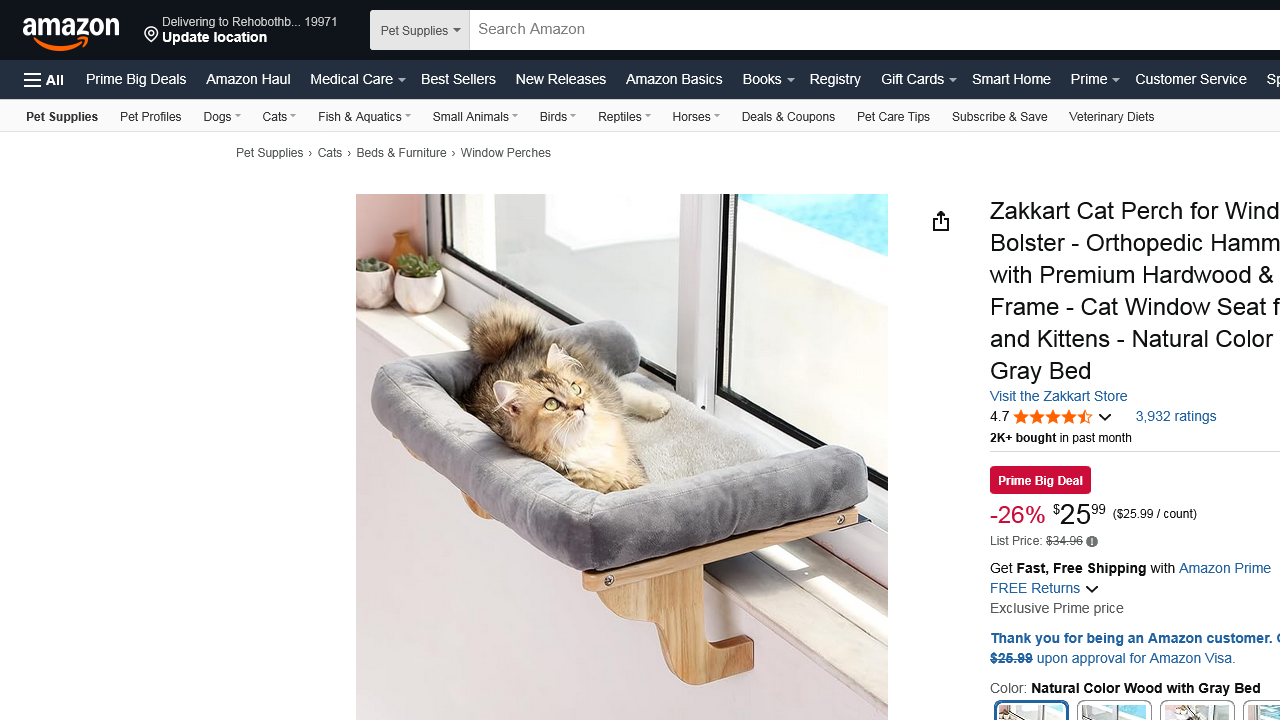 amazon
Delivering to Rehobothb... 19971
Update location
Pet Supplies
Search Amazon
All
Prime Big Deals
Amazon Haul
Medical Care
Best Sellers
New Releases
Amazon Basics
Books
Registry
Gift Cards
Smart Home
Prime
Customer Service
Pet Supplies
Pet Profiles
Dogs
Cats
Fish & Aquatics
Small Animals
Birds
Reptiles
Horses
Deals & Coupons
Pet Care Tips
Subscribe & Save
Veterinary Diets
Pet Supplies › Cats › Beds & Furniture › Window Perches
Zakkart Cat Perch for Wind
Bolster - Orthopedic Hamm
with Premium Hardwood &
Frame - Cat Window Seat f
and Kittens - Natural Color
Gray Bed
Visit the Zakkart Store
4.7
3,932 ratings
2K+ bought in past month
Prime Big Deal
-26% $25.99 ($25.99 / count)
List Price: $34.96
Get Fast, Free Shipping with Amazon Prime
FREE Returns
Exclusive Prime price
Thank you for being an Amazon customer.
$25.99 upon approval for Amazon Visa.
Color: Natural Color Wood with Gray Bed